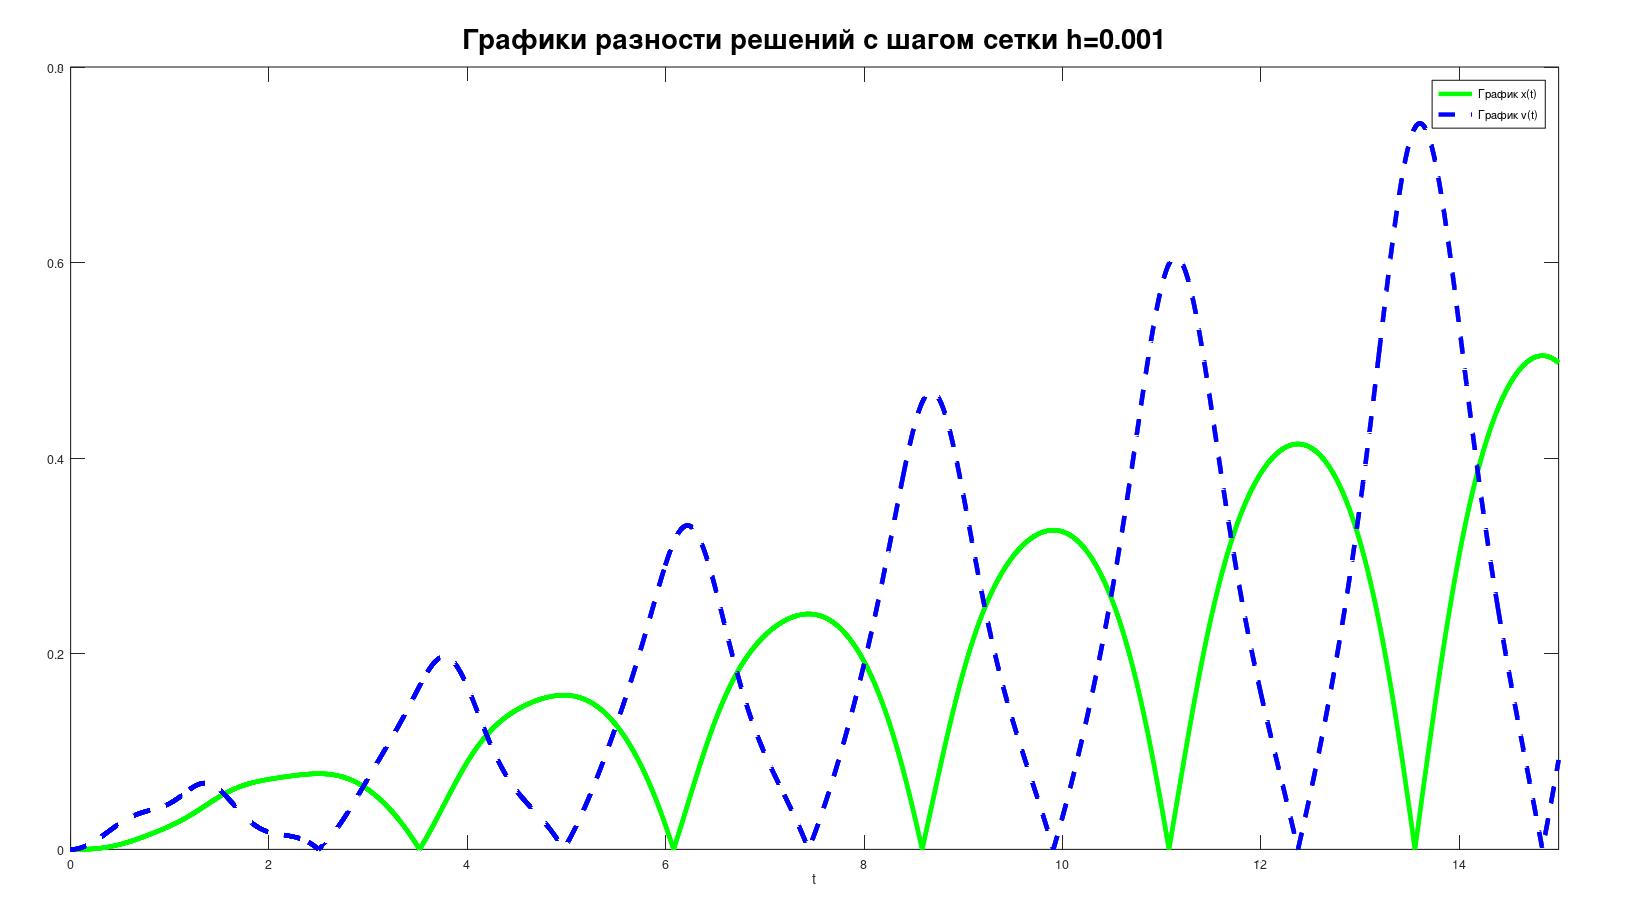 Графики разности решений с шагом сетки h=0.001
График x(t)
График v(t)
0.8
0.6
0.4
0.2
0
0 2 4 6 8 10 12 14
t